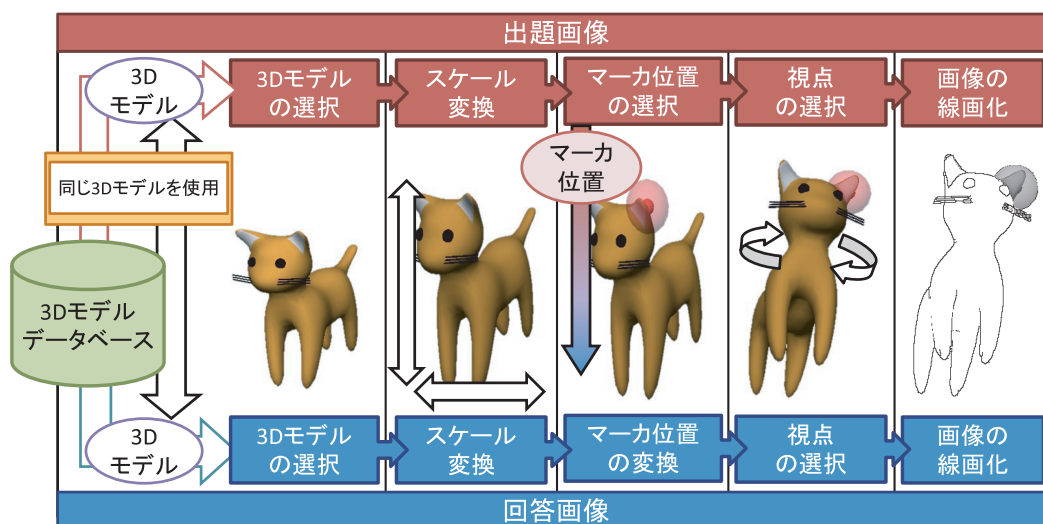 出題画像
3D
モデル
3Dモデル
の選択
スケール
変換
マーカ位置
の選択
視点
の選択
画像の
線画化
マーカ
位置
同じ3Dモデルを使用
3Dモデル
データベース
3D
モデル
3Dモデル
の選択
スケール
変換
マーカ位置
の変換
視点
の選択
画像の
線画化
回答画像